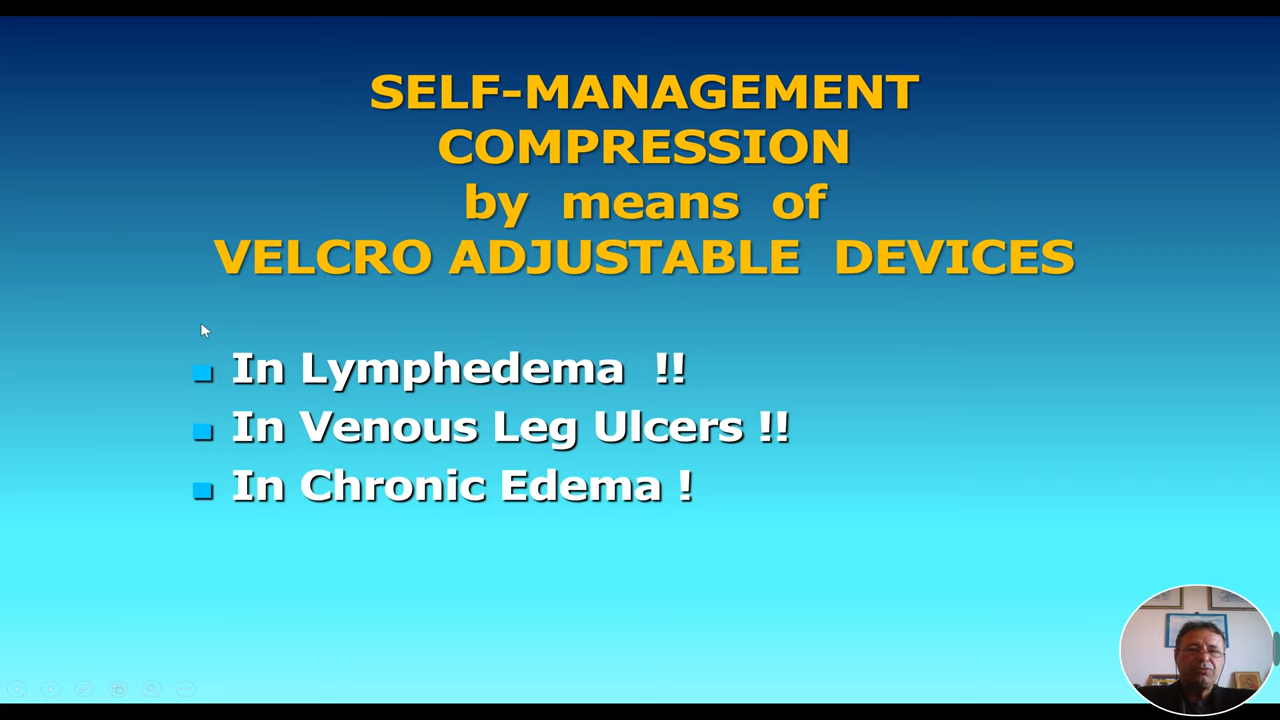 SELF-MANAGEMENT
COMPRESSION
by means of
VELCRO ADJUSTABLE DEVICES
In Lymphedema !!
In Venous Leg Ulcers !!
In Chronic Edema !